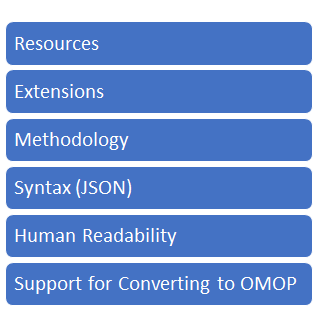 Resources
Extensions
Methodology
Syntax (JSON)
Human Readability
Support for Converting to OMOP